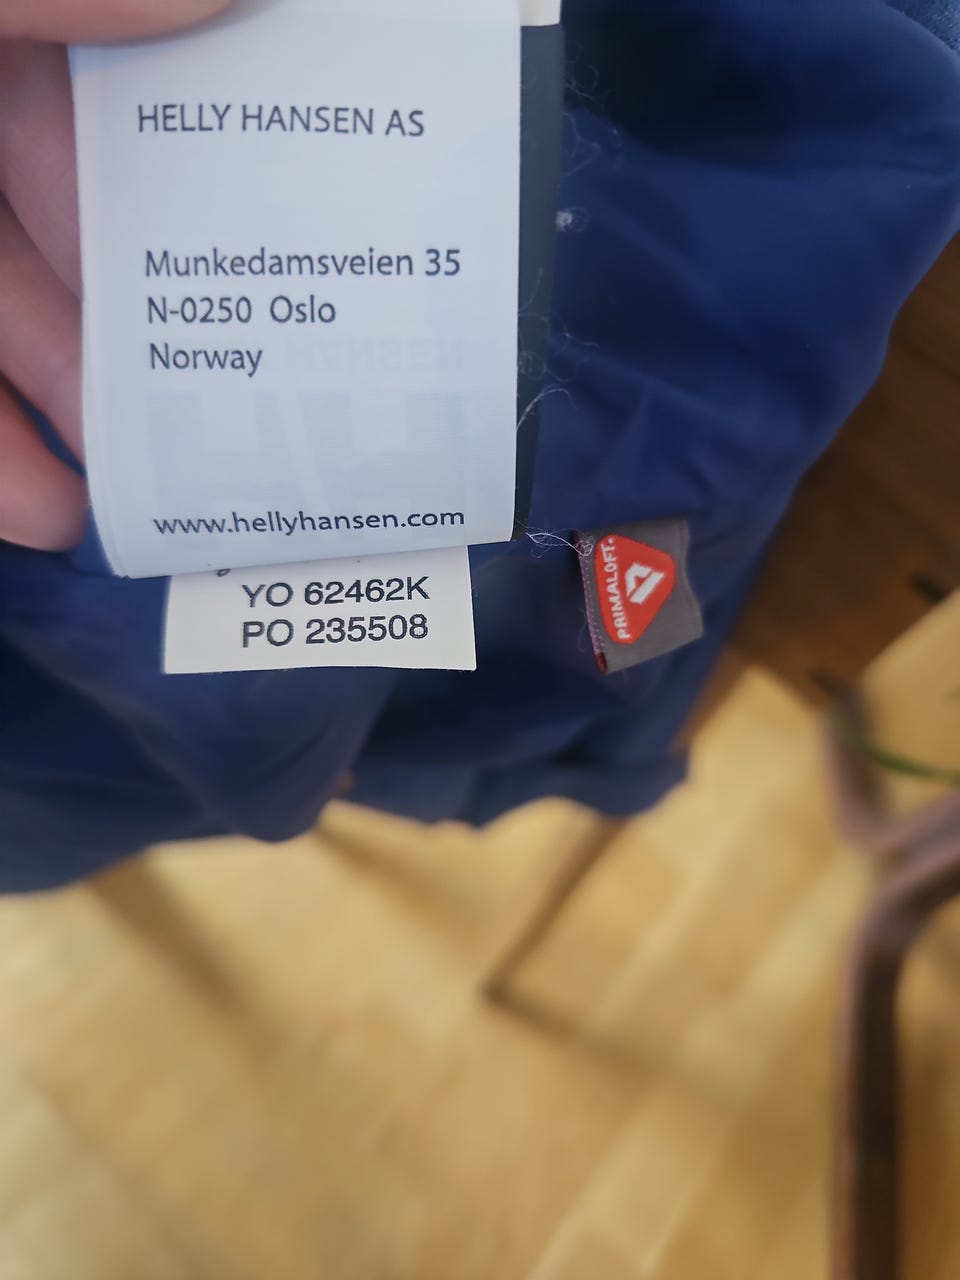 HELLY HANSEN AS
Munkedamsveien 35
N-0250 Oslo
Norway
www.hellyhansen.com
YO 62462K
PO 235508
PRIMALOFT